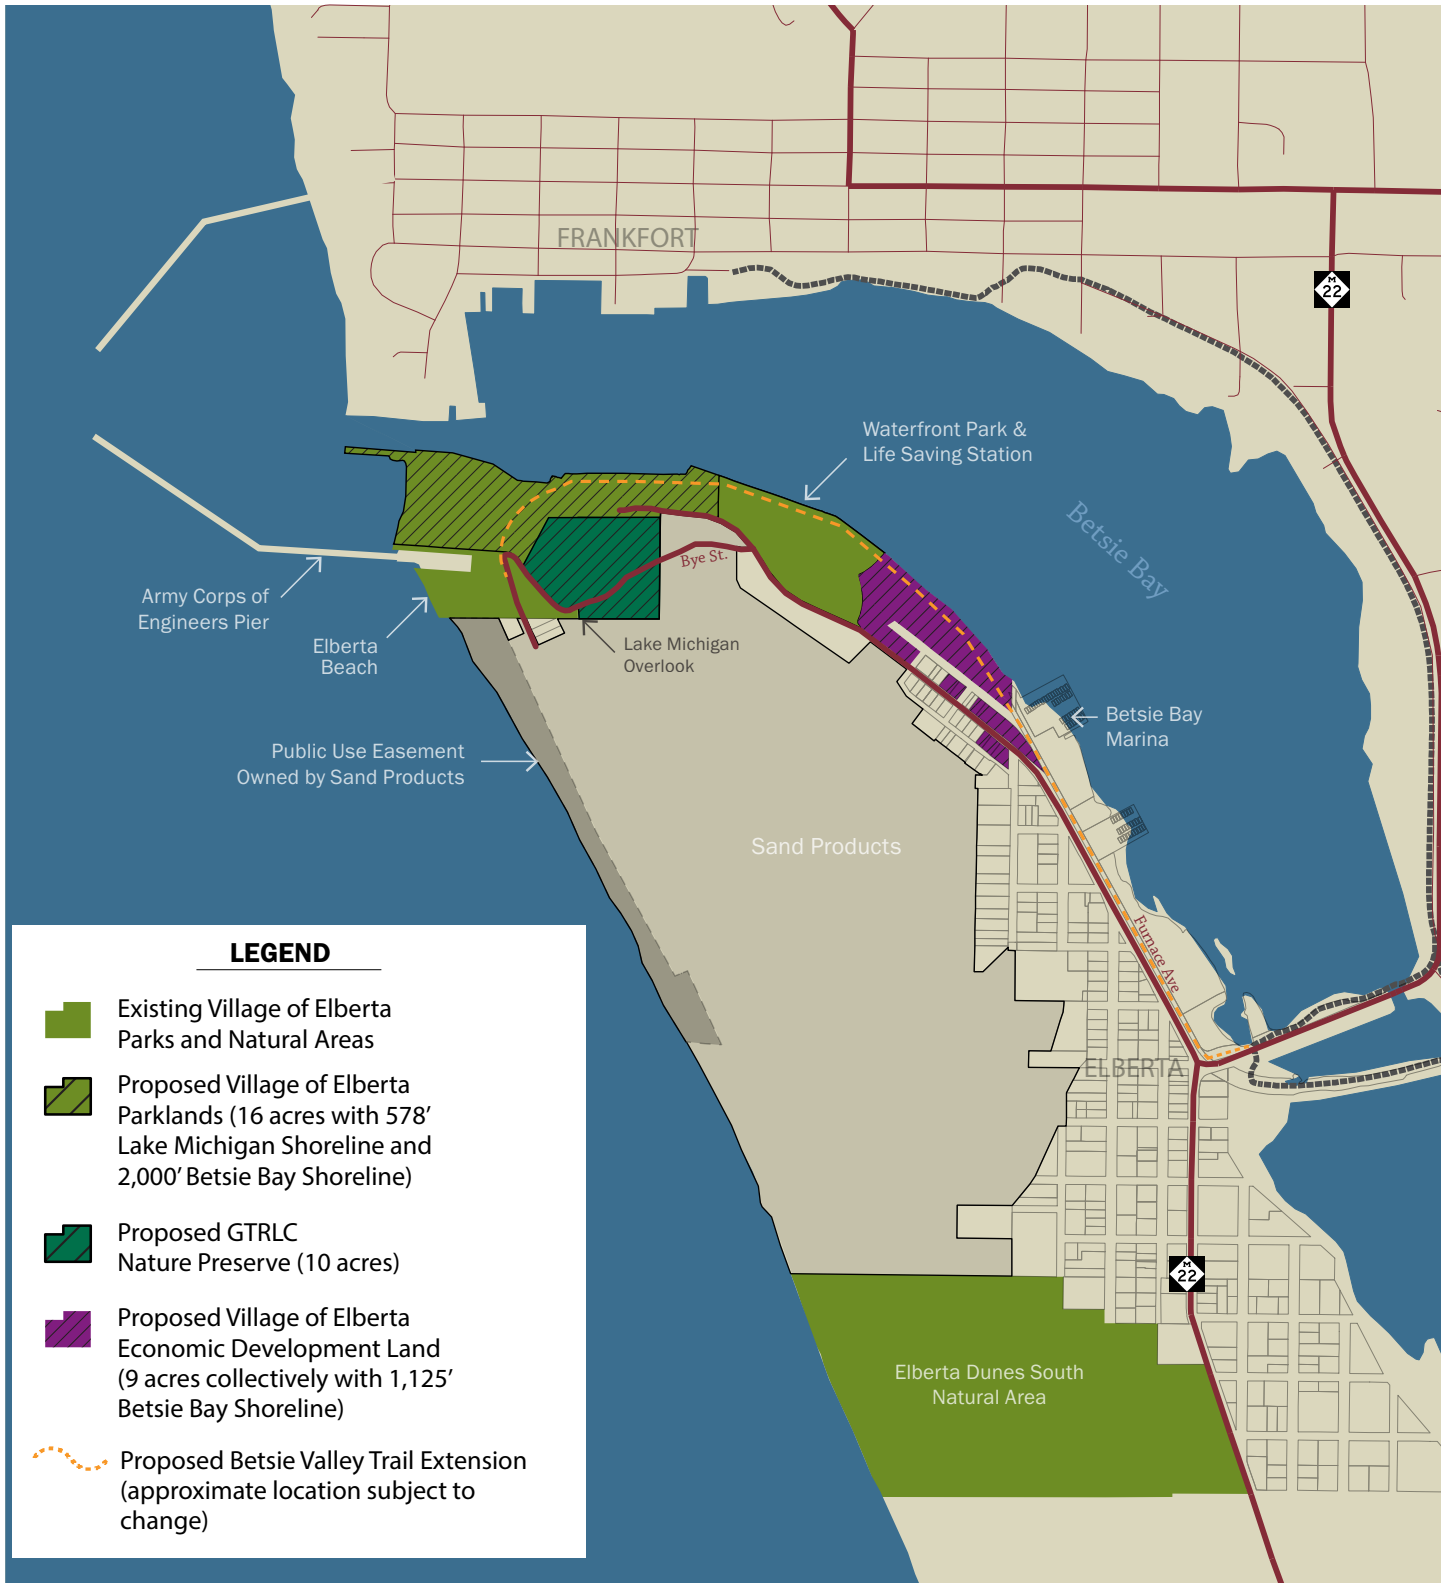 FRANKFORT
M
22
Waterfront Park &
Life Saving Station
Betsie Bay
Bye St.
Army Corps of
Engineers Pier
Elberta
Beach
Lake Michigan
Overlook
Betsie Bay
Marina
Public Use Easement
Owned by Sand Products
Sand Products
Furnace Ave
ELBERTA
M
22
Elberta Dunes South
Natural Area
LEGEND
Existing Village of Elberta
Parks and Natural Areas
Proposed Village of Elberta
Parklands (16 acres with 578’
Lake Michigan Shoreline and
2,000’ Betsie Bay Shoreline)
Proposed GTRLC
Nature Preserve (10 acres)
Proposed Village of Elberta
Economic Development Land
(9 acres collectively with 1,125’
Betsie Bay Shoreline)
Proposed Betsie Valley Trail Extension
(approximate location subject to
change)